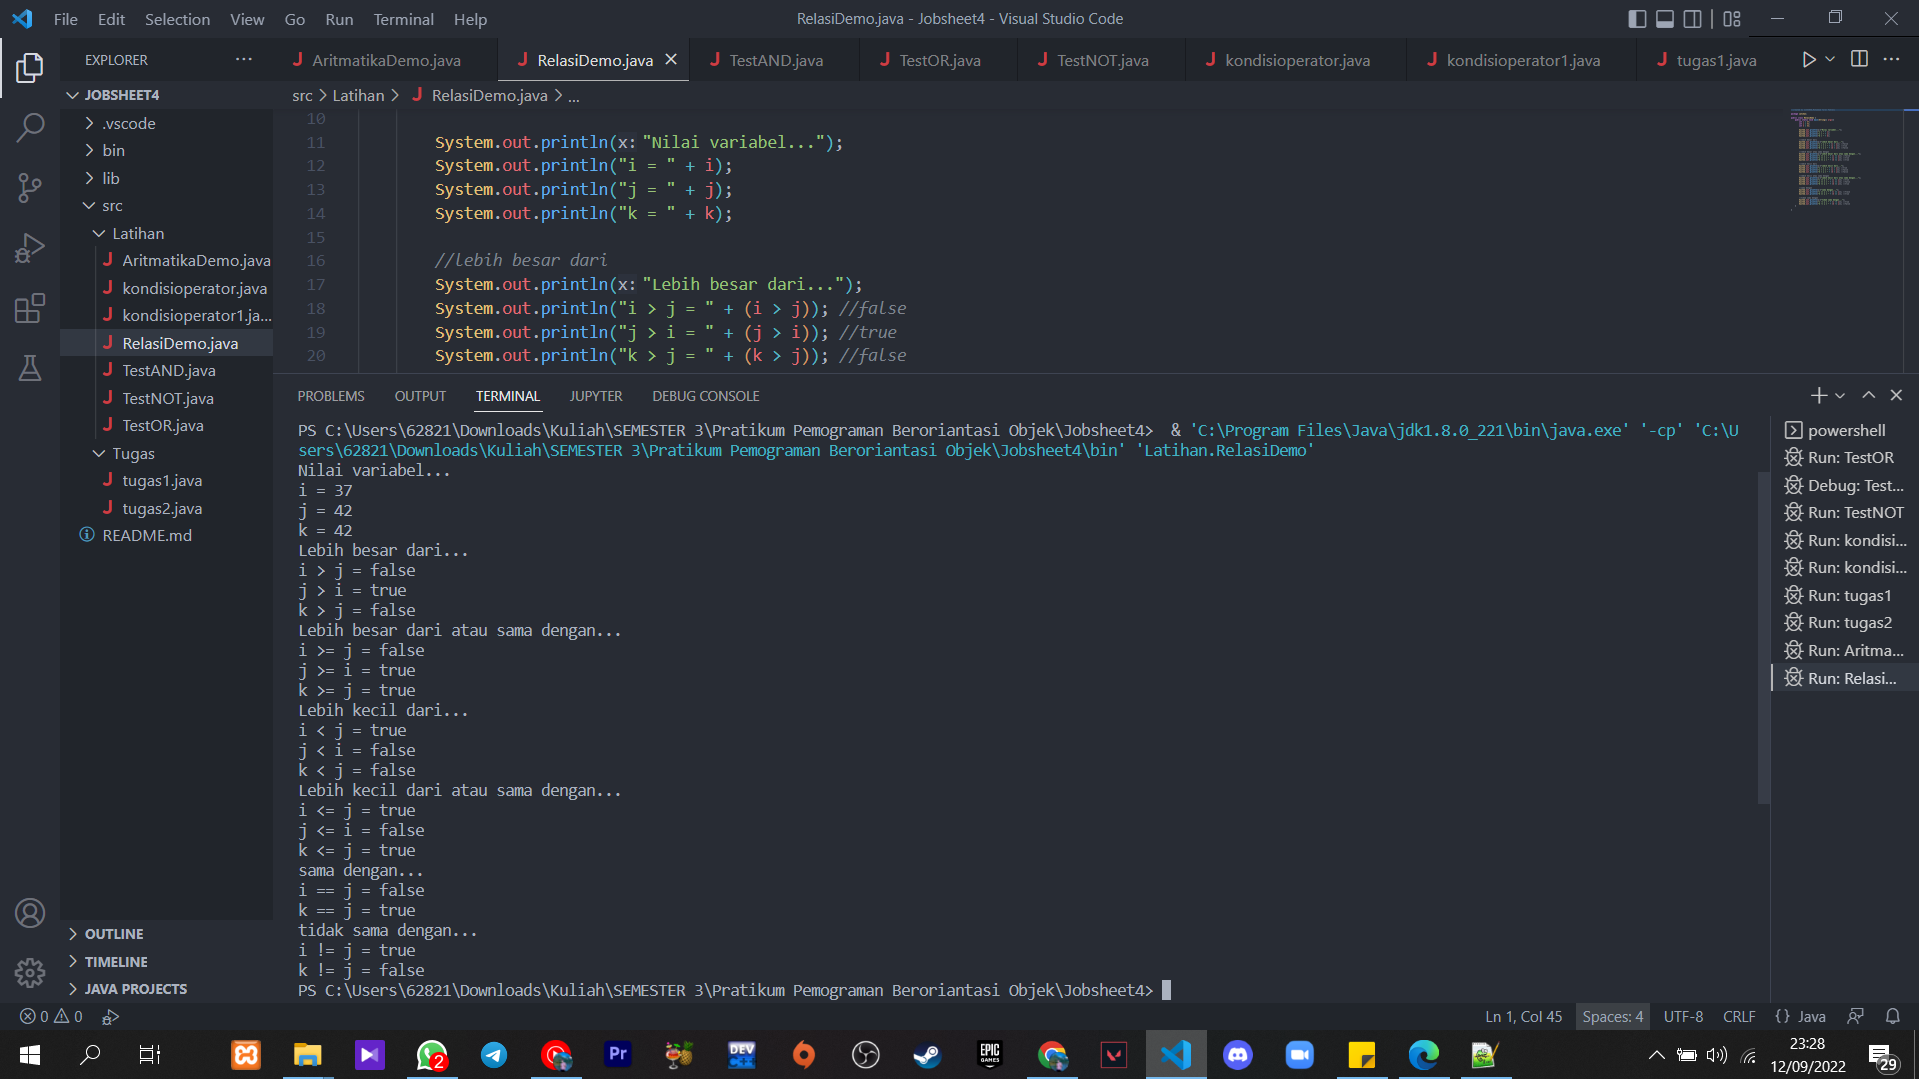 File Edit Selection View Go Run Terminal Help
RelasiDemo.java - Jobsheet4 - Visual Studio Code
EXPLORER
AritmatikaDemo.java RelasiDemo.java TestAND.java TestOR.java TestNOT.java kondisioperator.java kondisioperator1.java tugas1.java
JOBSHEET4
.vscode
bin
lib
src
Latihan
AritmatikaDemo.java
kondisioperator.java
kondisioperator1.ja...
RelasiDemo.java
TestAND.java
TestNOT.java
TestOR.java
Tugas
tugas1.java
tugas2.java
README.md
OUTLINE
TIMELINE
JAVA PROJECTS
src > Latihan > RelasiDemo.java > ...
10
11 System.out.println(x: "Nilai variabel...");
12 System.out.println("i = " + i);
13 System.out.println("j = " + j);
14 System.out.println("k = " + k);
15
16 //lebih besar dari
17 System.out.println(x: "Lebih besar dari...");
18 System.out.println("i > j = " + (i > j)); //false
19 System.out.println("j > i = " + (j > i)); //true
20 System.out.println("k > j = " + (k > j)); //false
PROBLEMS OUTPUT TERMINAL JUPYTER DEBUG CONSOLE
PS C:\Users\62821\Downloads\Kuliah\SEMESTER 3\Pratikum Pemograman Beroriantasi Objek\Jobsheet4> & 'C:\Program Files\Java\jdk1.8.0_221\bin\java.exe' '-cp' 'C:\U
sers\62821\Downloads\Kuliah\SEMESTER 3\Pratikum Pemograman Beroriantasi Objek\Jobsheet4\bin' 'Latihan.RelasiDemo'
Nilai variabel...
i = 37
j = 42
k = 42
Lebih besar dari...
i > j = false
j > i = true
k > j = false
Lebih besar dari atau sama dengan...
i >= j = false
j >= i = true
k >= j = true
Lebih kecil dari...
i < j = true
j < i = false
k < j = false
Lebih kecil dari atau sama dengan...
i <= j = true
j <= i = false
k <= j = true
sama dengan...
i == j = false
k == j = true
tidak sama dengan...
i != j = true
k != j = false
PS C:\Users\62821\Downloads\Kuliah\SEMESTER 3\Pratikum Pemograman Beroriantasi Objek\Jobsheet4>
powershell
Run: TestOR
Debug: Test...
Run: TestNOT
Run: kondisi...
Run: kondisi...
Run: tugas1
Run: tugas2
Run: Aritma...
Run: Relasi...
0 0
Ln 1, Col 45 Spaces: 4 UTF-8 CRLF {} Java
2 Pr DEV C++ EPIC GAMES
23:28
12/09/2022
29